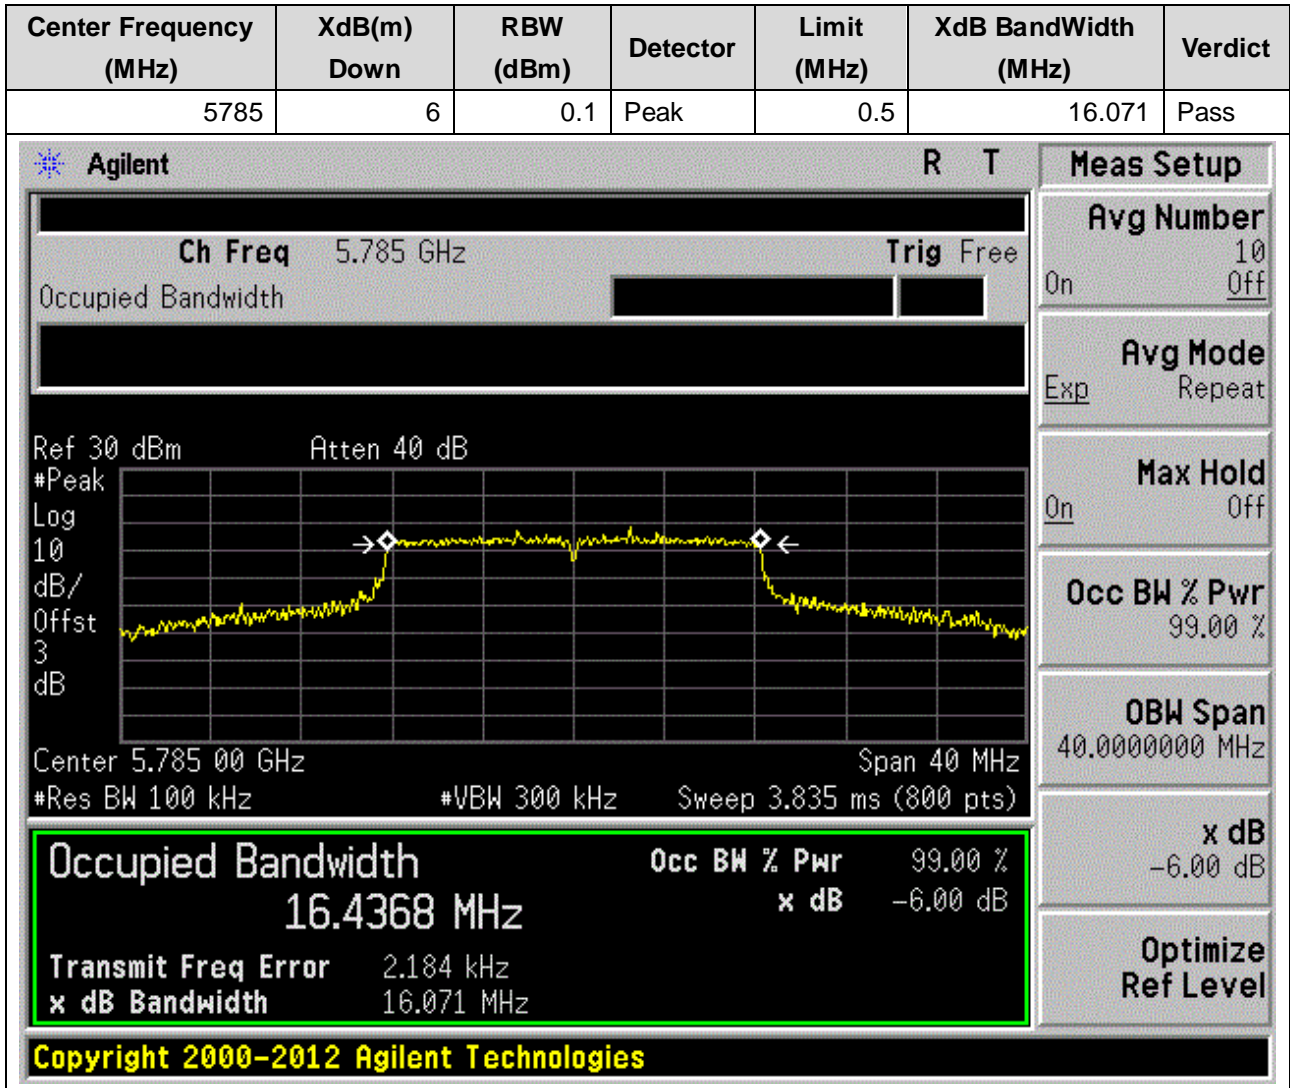 Center Frequency (MHz) XdB(m) Down RBW (dBm) Detector Limit (MHz) XdB BandWidth (MHz) Verdict
5785 6 0.1 Peak 0.5 16.071 Pass
Agilent R T Meas Setup
Ch Freq 5.785 GHz Trig Free
Occupied Bandwidth
Avg Number
10
On Off
Avg Mode
Exp Repeat
Max Hold
On Off
Occ BW % Pwr
99.00 %
OBW Span
40.0000000 MHz
x dB
-6.00 dB
Optimize
Ref Level
Ref 30 dBm Atten 40 dB
#Peak
Log
10
dB/
Offst
3
dB
Center 5.785 00 GHz Span 40 MHz
#Res BW 100 kHz #VBW 300 kHz Sweep 3.835 ms (800 pts)
Occupied Bandwidth Occ BW % Pwr 99.00 %
16.4368 MHz x dB -6.00 dB
Transmit Freq Error 2.184 kHz
x dB Bandwidth 16.071 MHz
Copyright 2000-2012 Agilent Technologies